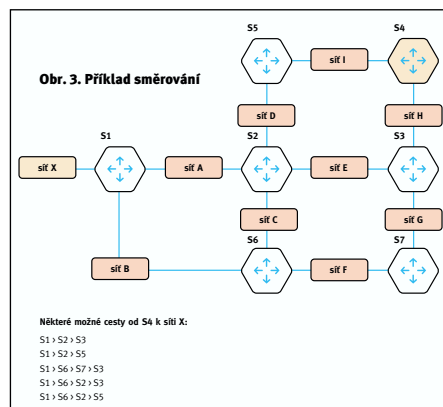 S5
S4
síť I
Obr. 3. Příklad směrování
síť D
síť H
S1
S2
S3
síť X
síť A
síť E
síť C
síť G
S6
S7
síť B
síť F
Některé možné cesty od S4 k síti X:
S1 › S2 › S3
S1 › S2 › S5
S1 › S6 › S7 › S3
S1 › S6 › S2 › S3
S1 › S6 › S2 › S5